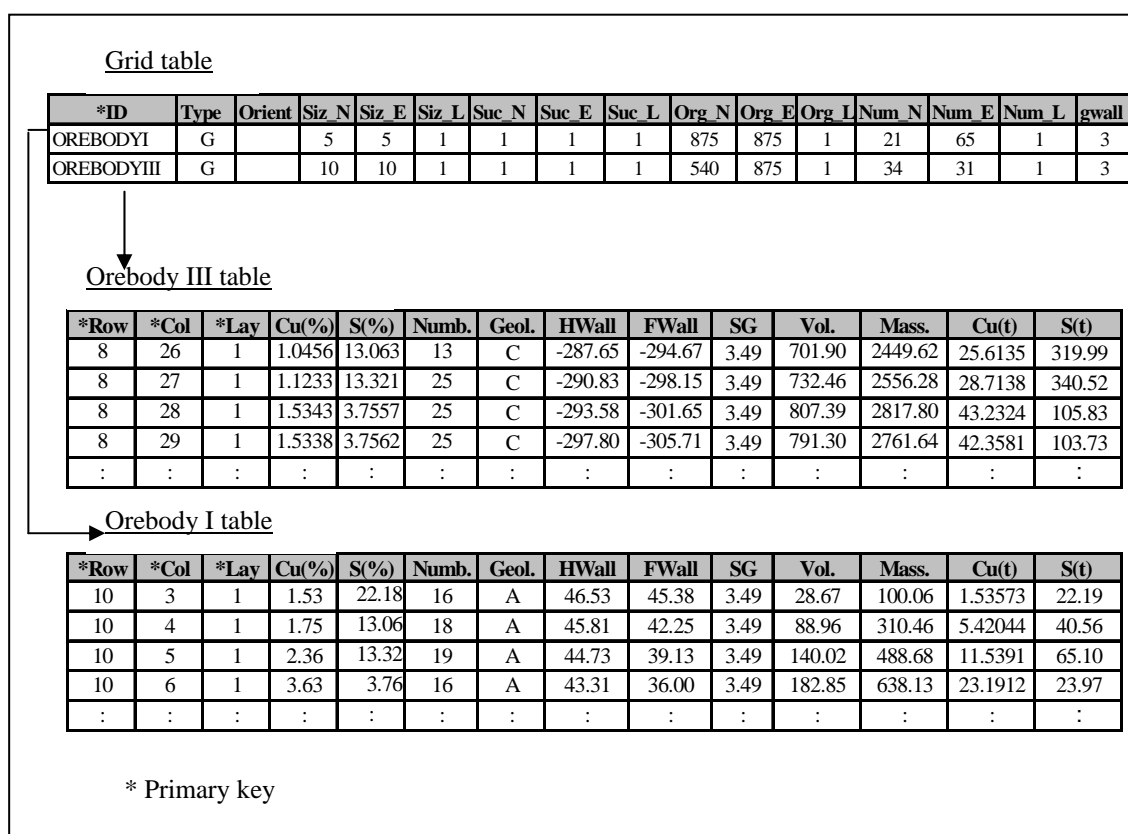 Grid table
*ID Type Orient Siz_N Siz_E Siz_L Suc_N Suc_E Suc_L Org_N Org_E Org_L Num_N Num_E Num_L gwall
OREBODYI G 5 5 1 1 1 1 875 875 1 21 65 1 3
OREBODYIII G 10 10 1 1 1 1 540 875 1 34 31 1 3
Orebody III table
*Row *Col *Lay Cu(%) S(%) Numb. Geol. HWall FWall SG Vol. Mass. Cu(t) S(t)
8 26 1 1.0456 13.063 13 C -287.65 -294.67 3.49 701.90 2449.62 25.6135 319.99
8 27 1 1.1233 13.321 25 C -290.83 -298.15 3.49 732.46 2556.28 28.7138 340.52
8 28 1 1.5343 3.7557 25 C -293.58 -301.65 3.49 807.39 2817.80 43.2324 105.83
8 29 1 1.5338 3.7562 25 C -297.80 -305.71 3.49 791.30 2761.64 42.3581 103.73
: : : : : : : : : : : : : :
Orebody I table
*Row *Col *Lay Cu(%) S(%) Numb. Geol. HWall FWall SG Vol. Mass. Cu(t) S(t)
10 3 1 1.53 22.18 16 A 46.53 45.38 3.49 28.67 100.06 1.53573 22.19
10 4 1 1.75 13.06 18 A 45.81 42.25 3.49 88.96 310.46 5.42044 40.56
10 5 1 2.36 13.32 19 A 44.73 39.13 3.49 140.02 488.68 11.5391 65.10
10 6 1 3.63 3.76 16 A 43.31 36.00 3.49 182.85 638.13 23.1912 23.97
: : : : : : : : : : : : : :
* Primary key